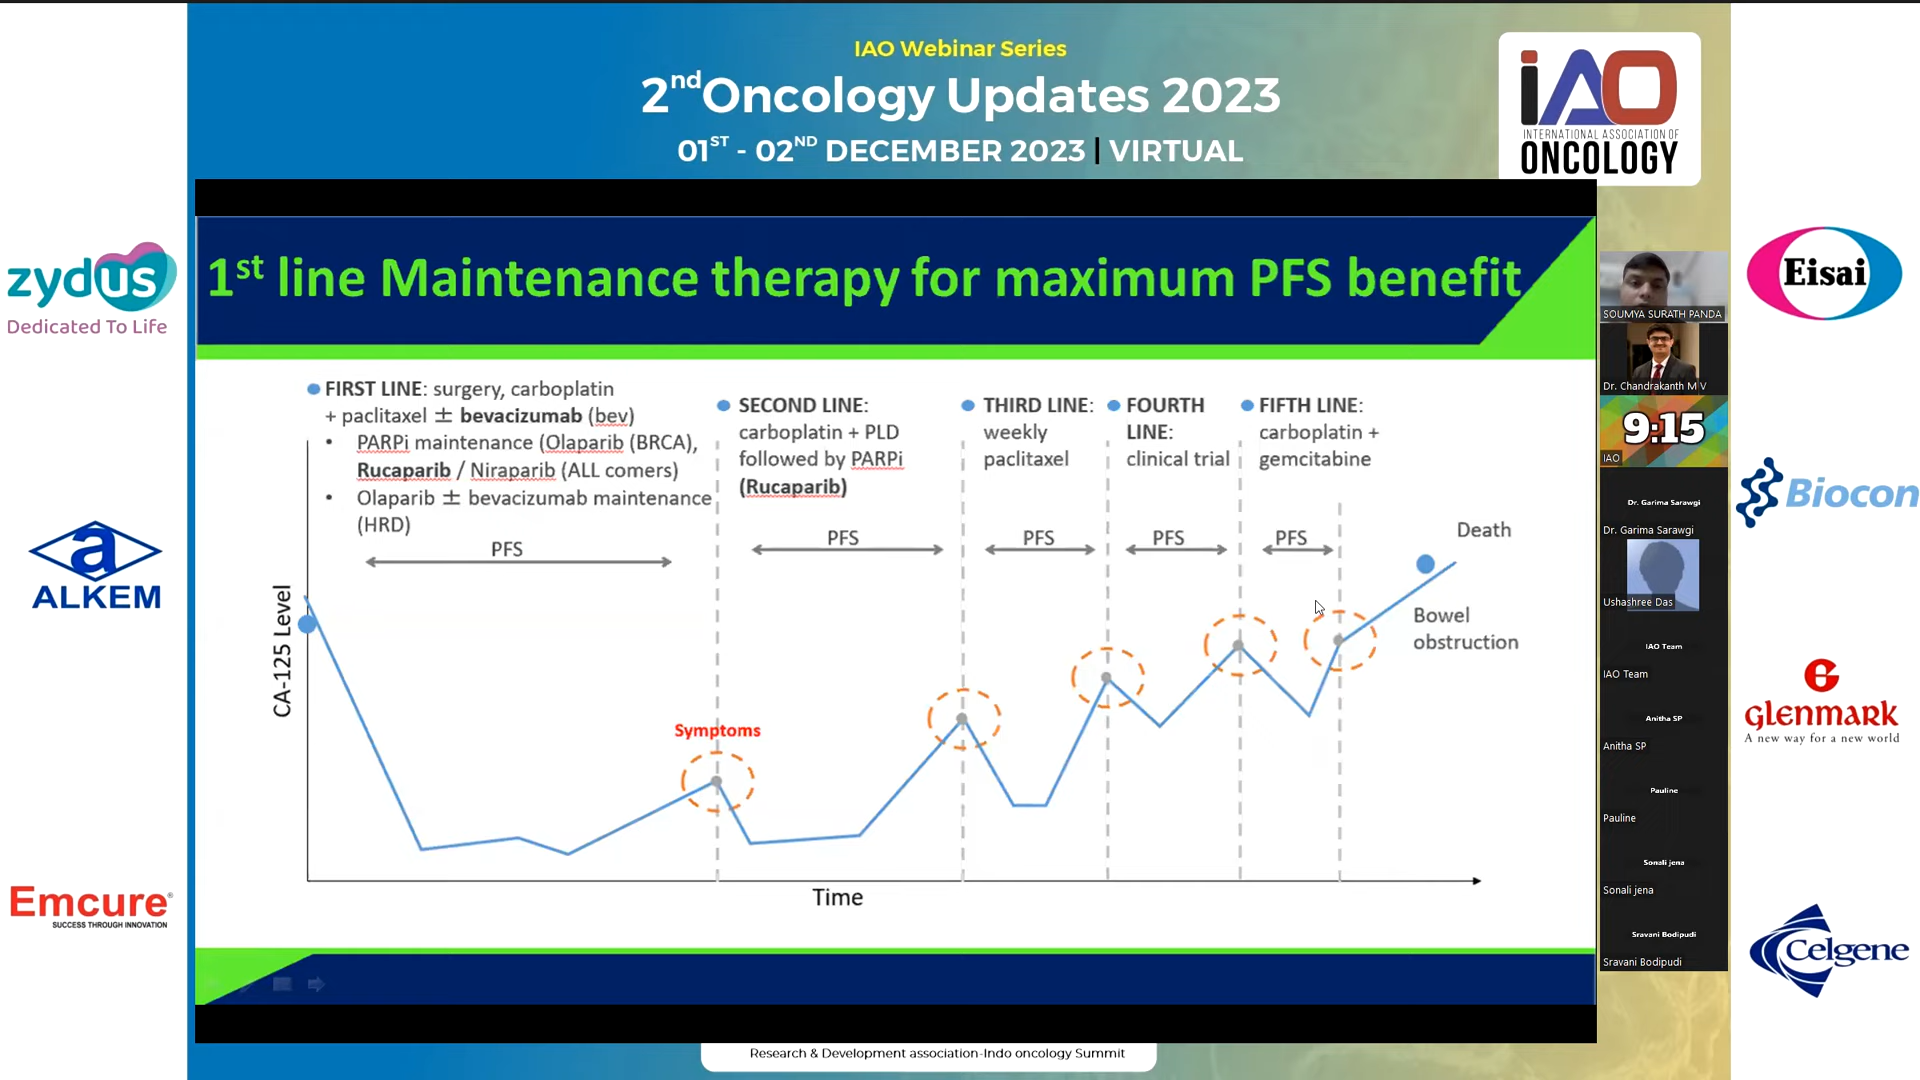 IAO Webinar Series
2nd Oncology Updates 2023
01ST - 02ND DECEMBER 2023 | VIRTUAL
iAO
INTERNATIONAL ASSOCIATION OF
ONCOLOGY
zydus
Dedicated To Life
a
ALKEM
Emcure®
SUCCESS THROUGH INNOVATION
1st line Maintenance therapy for maximum PFS benefit
FIRST LINE: surgery, carboplatin
+ paclitaxel ± bevacizumab (bev)
• PARPi maintenance (Olaparib (BRCA),
Rucaparib / Niraparib (ALL comers)
• Olaparib ± bevacizumab maintenance
(HRD)
PFS
SECOND LINE:
carboplatin + PLD
followed by PARPi
(Rucaparib)
PFS
THIRD LINE:
weekly
paclitaxel
PFS
FOURTH
LINE:
clinical trial
PFS
FIFTH LINE:
carboplatin +
gemcitabine
PFS
Death
Bowel
obstruction
CA-125 Level
Symptoms
Time
SOUMYA SURATH PANDA
Dr. Chandrakanth M V
9:15
IAO
Dr. Garima Sarawgi
Dr. Garima Sarawgi
Ushashree Das
IAO Team
IAO Team
Anitha SP
Anitha SP
Pauline
Pauline
Sonali jena
Sonali jena
Sravani Bodipudi
Sravani Bodipudi
Eisai
Biocon
G
GLENMARK
A new way for a new world
Celgene
Research & Development association-Indo oncology Summit